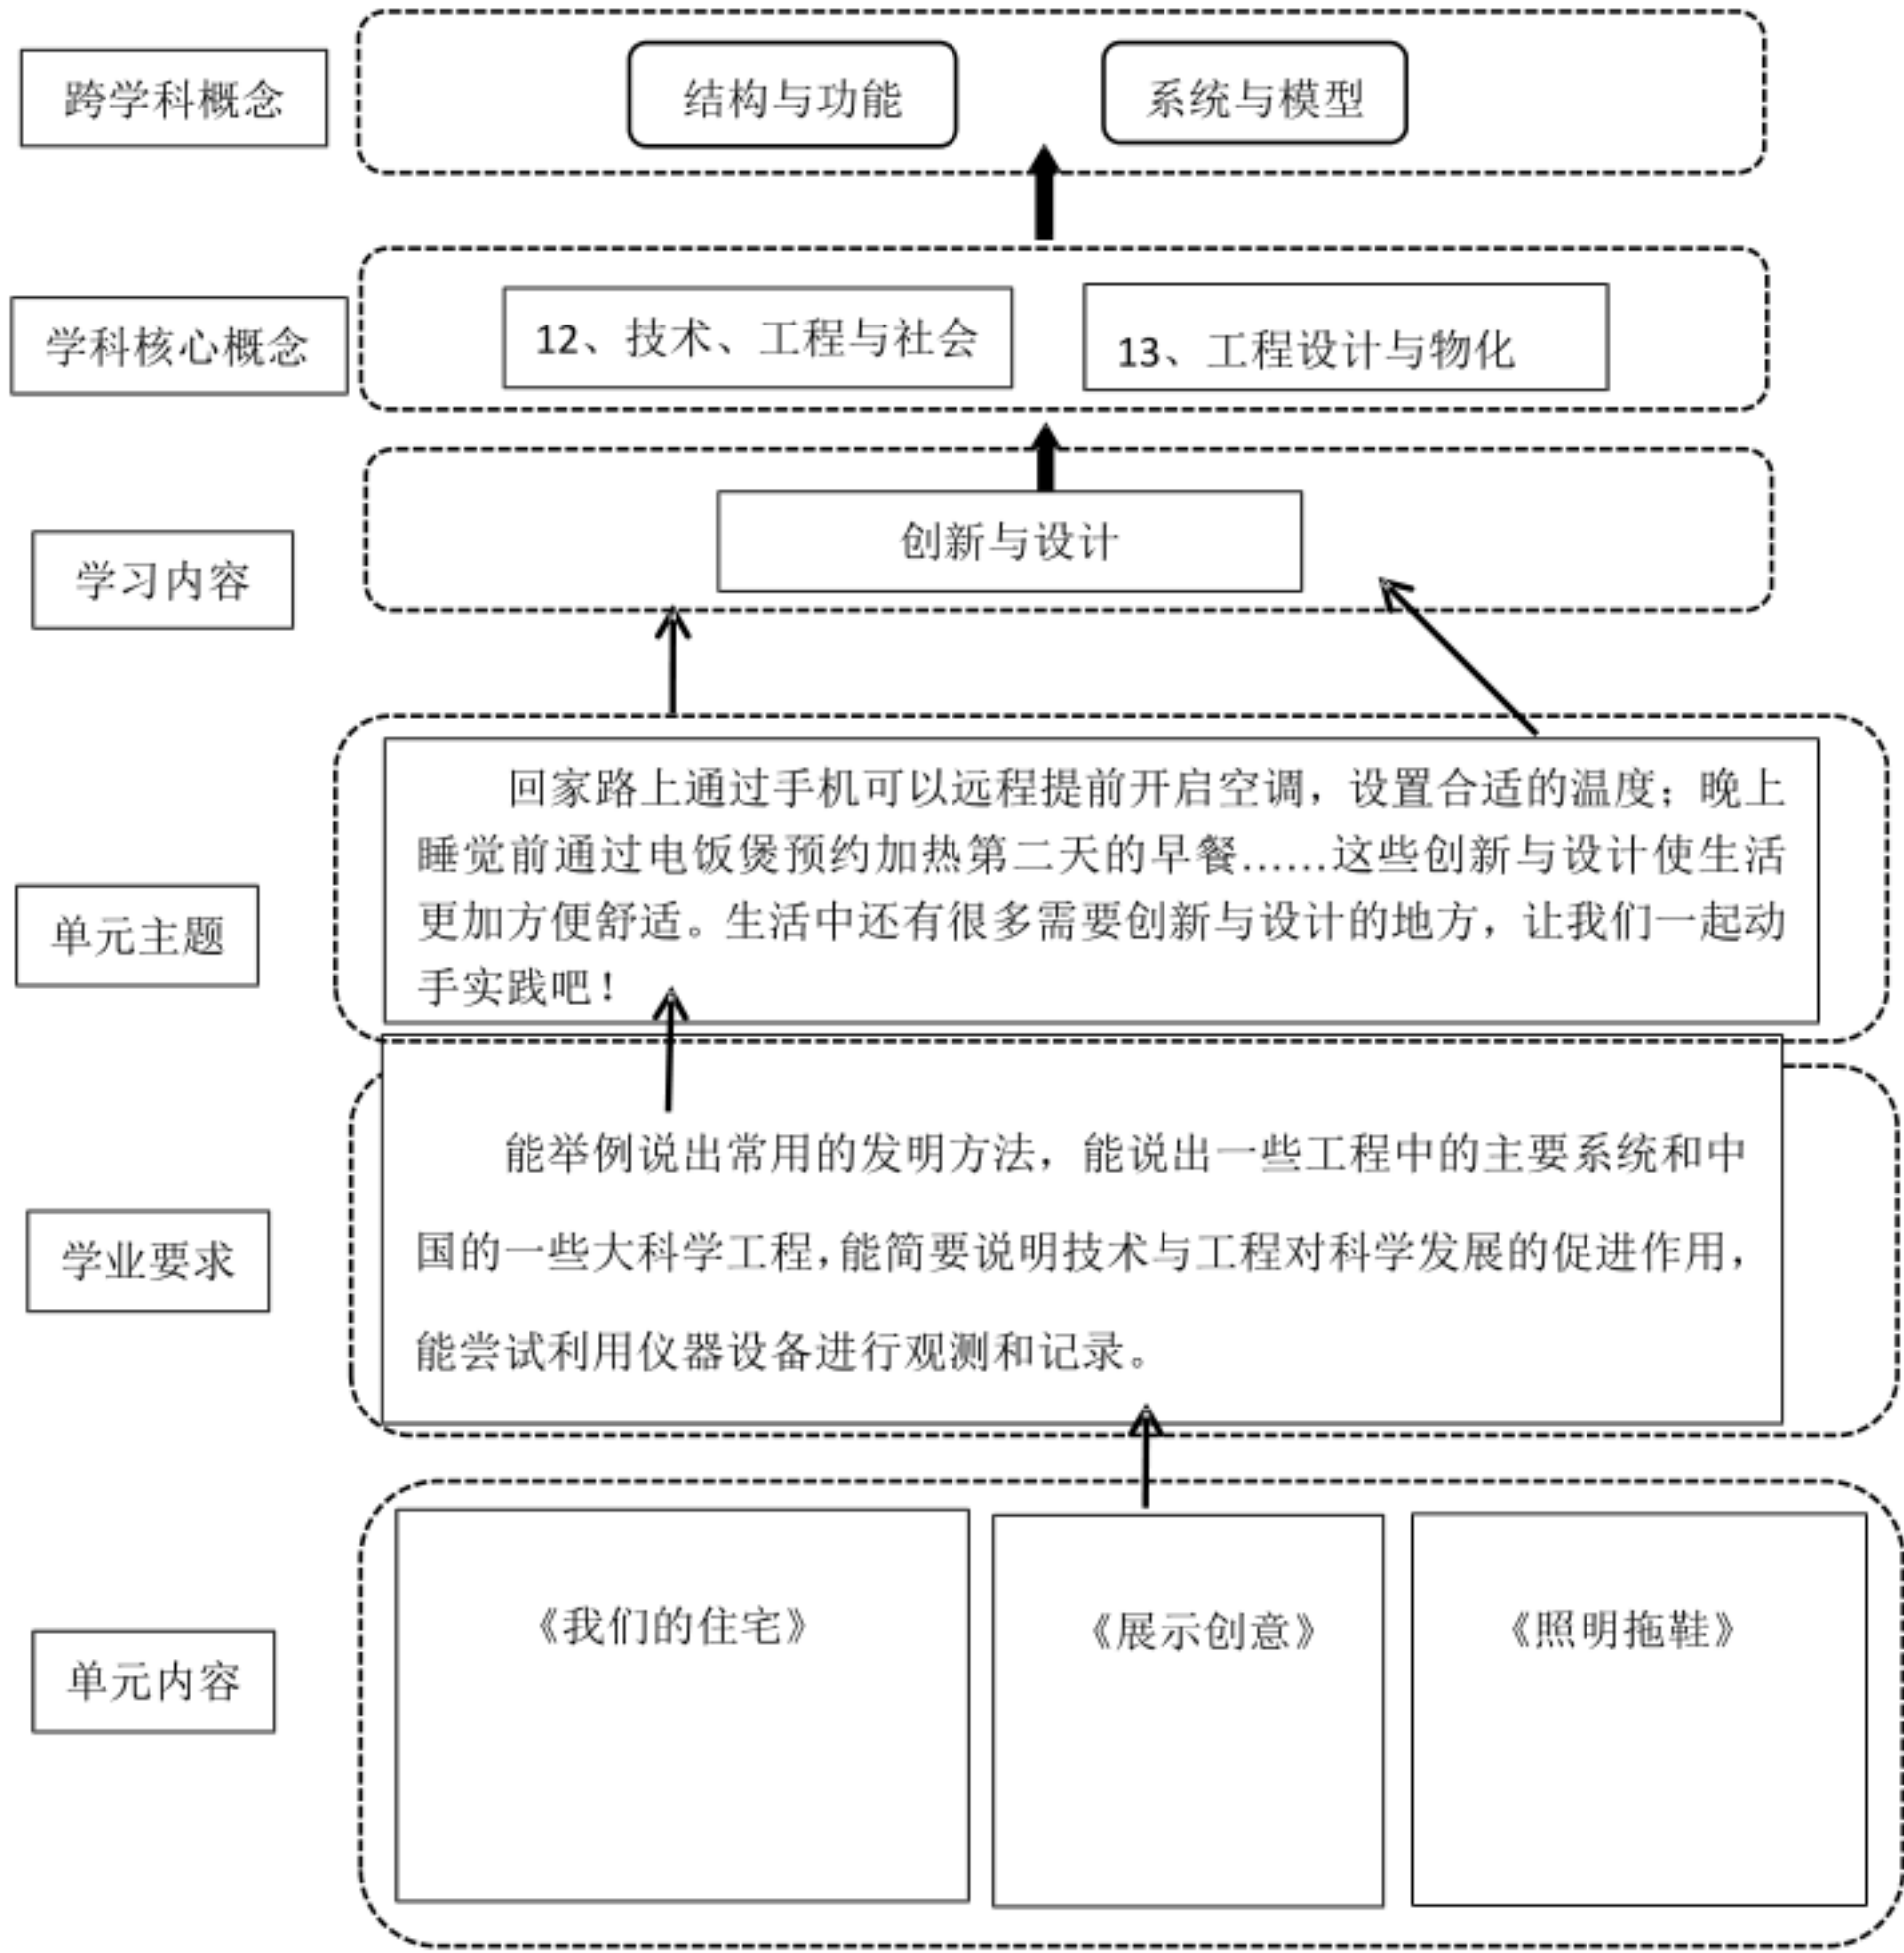 跨学科概念
结构与功能
系统与模型
学科核心概念
12、技术、工程与社会
13、工程设计与物化
学习内容
创新与设计
单元主题
回家路上通过手机可以远程提前开启空调，设置合适的温度；晚上
睡觉前通过电饭煲预约加热第二天的早餐……这些创新与设计使生活
更加方便舒适。生活中还有很多需要创新与设计的地方，让我们一起动
手实践吧！
学业要求
能举例说出常用的发明方法，能说出一些工程中的主要系统和中
国的一些大科学工程，能简要说明技术与工程对科学发展的促进作用，
能尝试利用仪器设备进行观测和记录。
单元内容
《我们的住宅》
《展示创意》
《照明拖鞋》